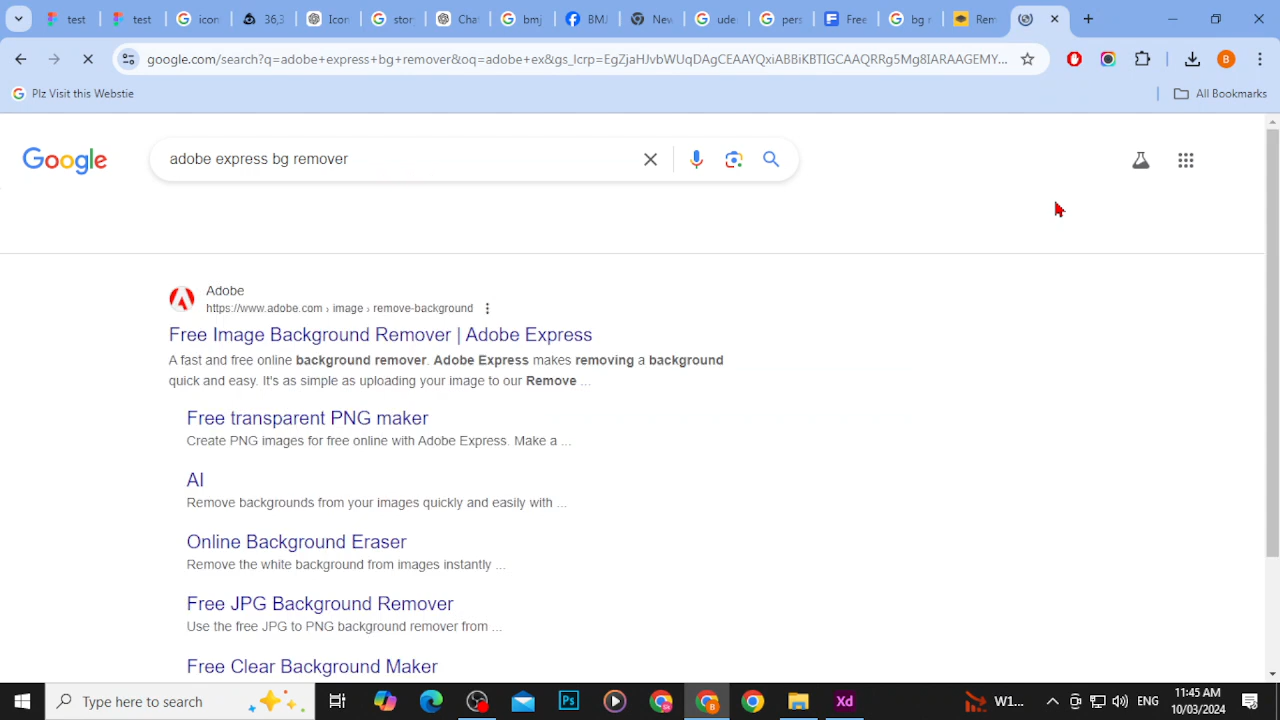 test
test
icon
36,3
Icon
stor
Cha
bmj
BMJ
Nev
uder
pers
Free
bg r
Rem
google.com/search?q=adobe+express+bg+remover&oq=adobe+ex&gs_lcrp=EgZjaHJvbWUqDAgCEAAYQxiABBiKBTIGCAAQRRg5Mg8IARAAGEMY...
B
Plz Visit this Webstie
All Bookmarks
Google
adobe express bg remover
Adobe
https://www.adobe.com › image › remove-background
Free Image Background Remover | Adobe Express
A fast and free online background remover. Adobe Express makes removing a background
quick and easy. It's as simple as uploading your image to our Remove ...
Free transparent PNG maker
Create PNG images for free online with Adobe Express. Make a ...
AI
Remove backgrounds from your images quickly and easily with ...
Online Background Eraser
Remove the white background from images instantly ...
Free JPG Background Remover
Use the free JPG to PNG background remover from ...
Free Clear Background Maker
Type here to search
Ps
B
Xd
W1...
ENG
11:45 AM
10/03/2024